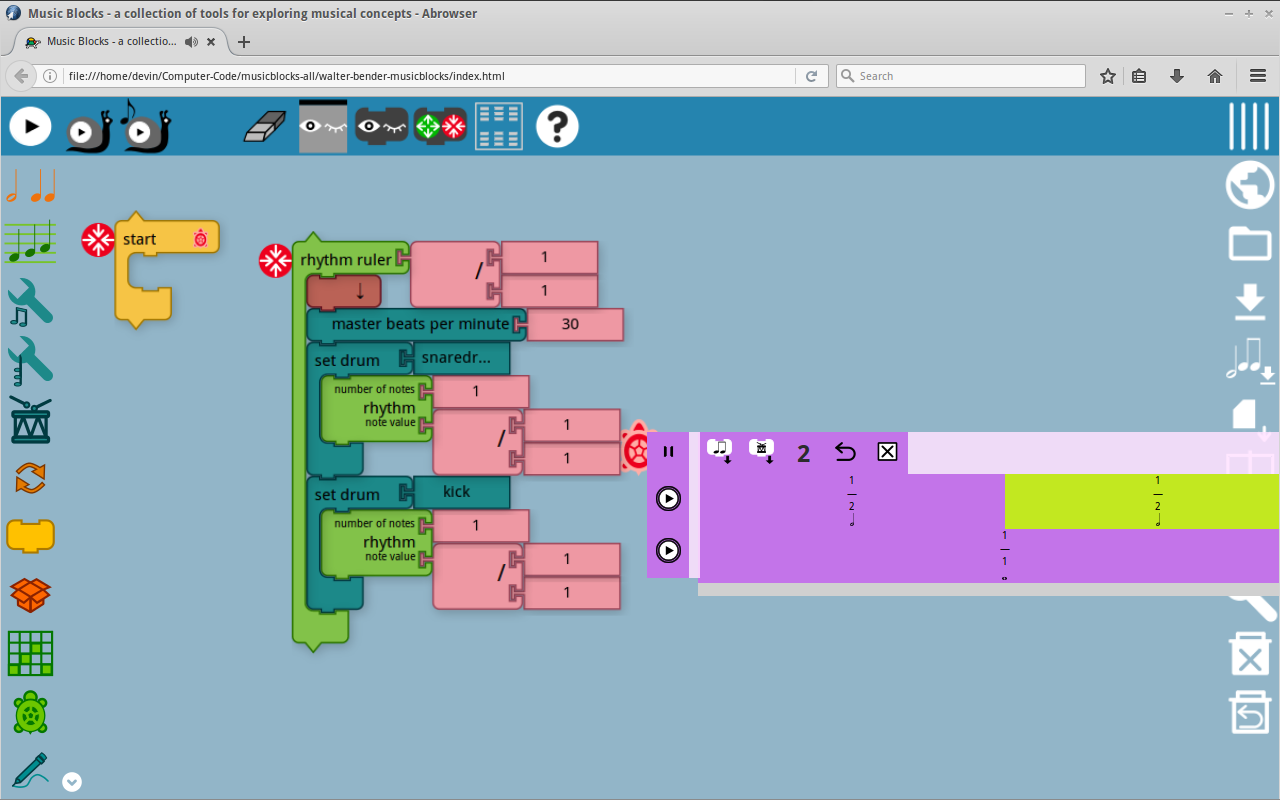 Music Blocks - a collection of tools for exploring musical concepts - Abrowser
Music Blocks - a collectio...
file:///home/devin/Computer-Code/musicblocks-all/walter-bender-musicblocks/index.html
Search
?
start
rhythm ruler
/
1
1
↓
master beats per minute
30
set drum
snaredr...
number of notes
1
rhythm
note value
/
1
1
set drum
kick
number of notes
1
rhythm
note value
/
1
1
2
1
2
1
2
1
1